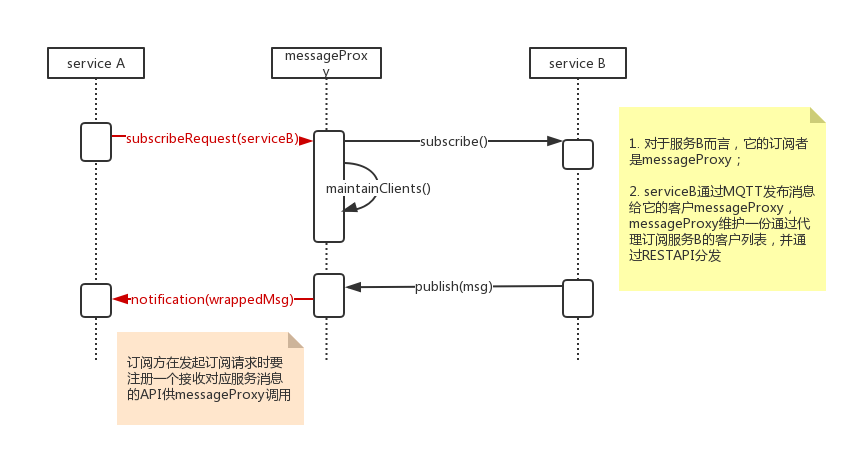 service A
messageProx
y
service B
subscribeRequest(serviceB)
subscribe()
maintainClients()
1. 对于服务B而言，它的订阅者
是messageProxy；
2. serviceB通过MQTT发布消息
给它的客户messageProxy，
messageProxy维护一份通过代
理订阅服务B的客户列表，并通
过RESTAPI分发
notification(wrappedMsg)
publish(msg)
订阅方在发起订阅请求时要
注册一个接收对应服务消息
的API供messageProxy调用